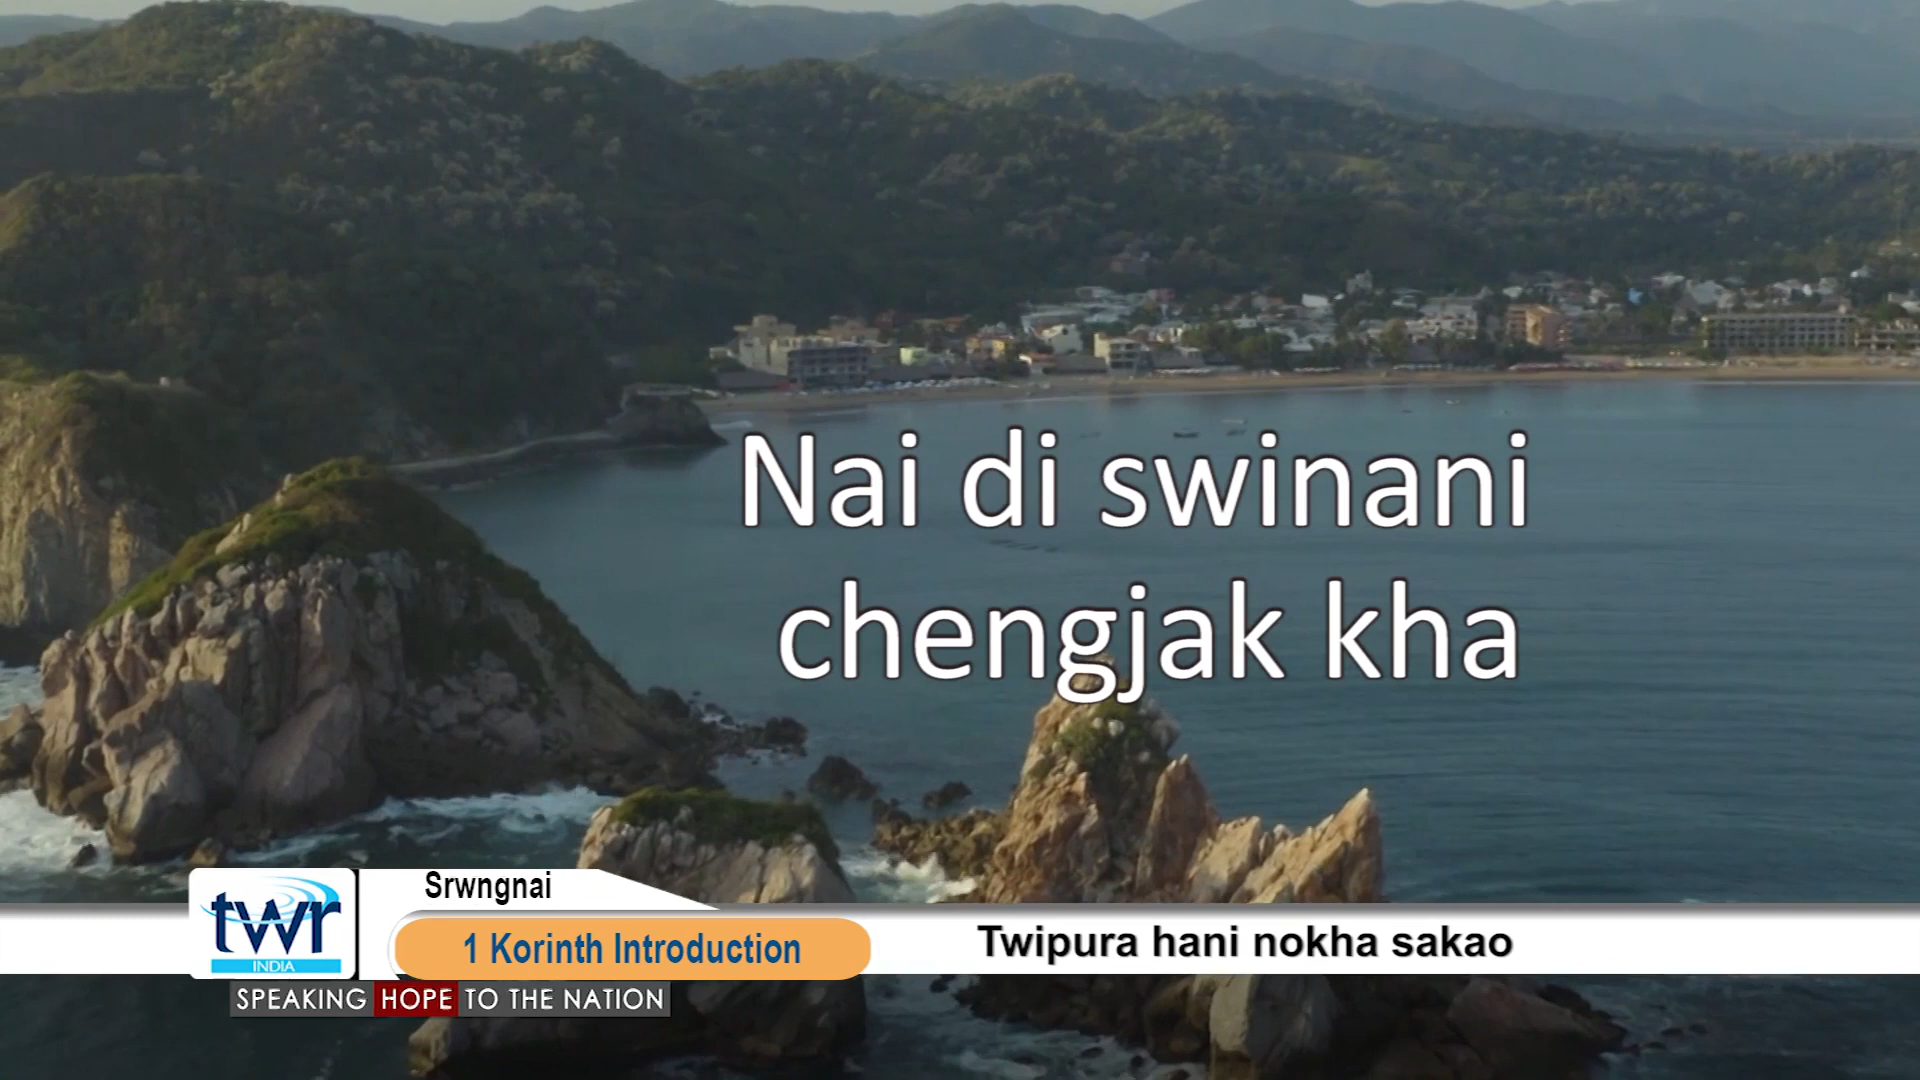 Nai di swinani
chengjak kha
Srwngnai
twr
INDIA
1 Korinth Introduction
Twipura hani nokha sakao
SPEAKING HOPE TO THE NATION